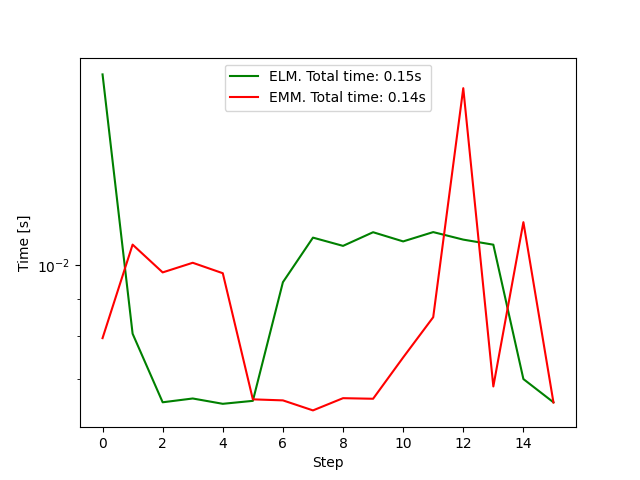 ELM. Total time: 0.15s
EMM. Total time: 0.14s
Time [s]
10⁻²
0 2 4 6 8 10 12 14
Step